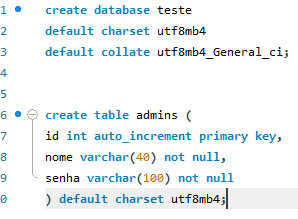 1 create database teste
2 default charset utf8mb4
3 default collate utf8mb4_General_ci;
4
5
6 create table admins (
7 id int auto_increment primary key,
8 nome varchar(40) not null,
9 senha varchar(100) not null
0 ) default charset utf8mb4;